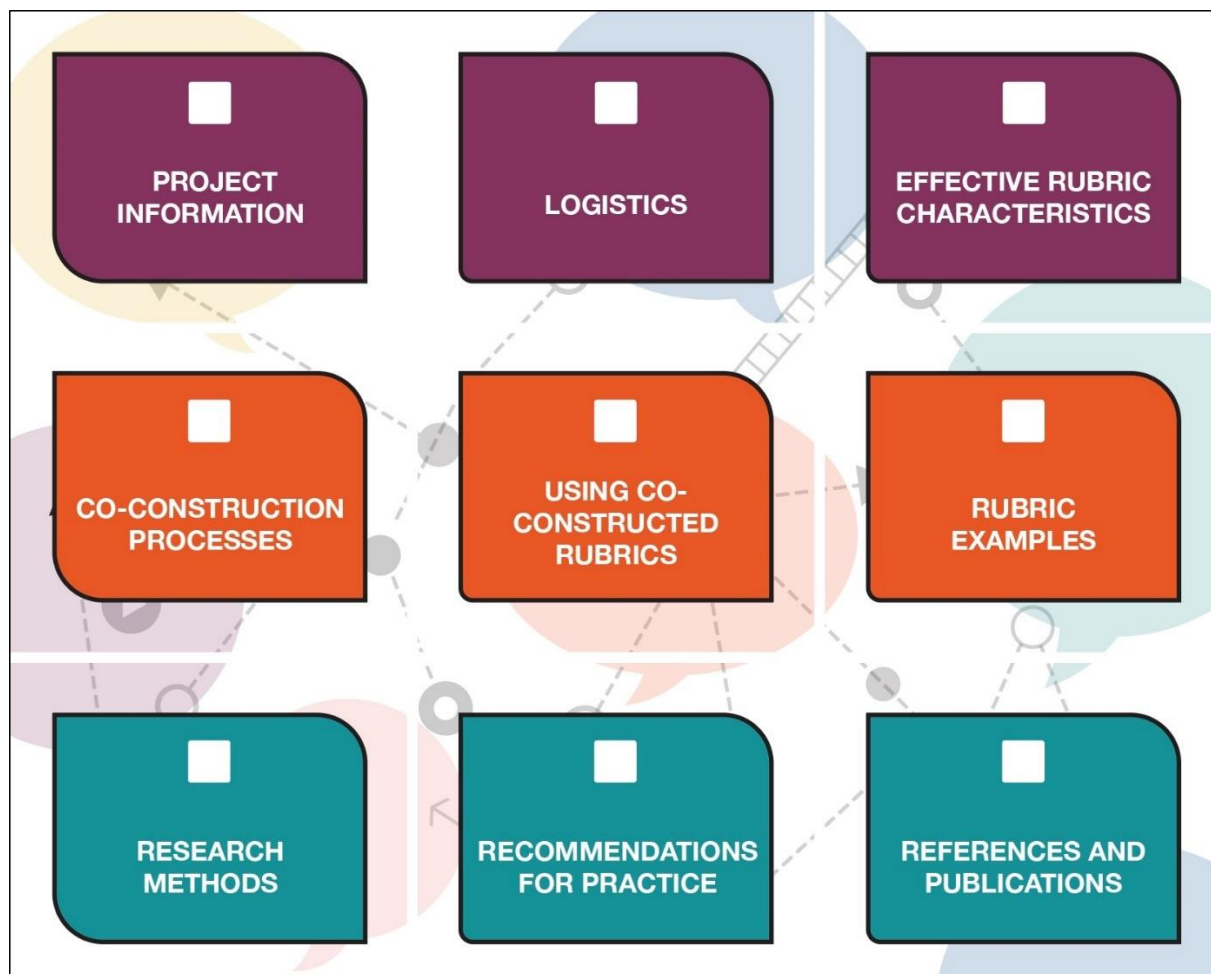 PROJECT
INFORMATION
LOGISTICS
EFFECTIVE RUBRIC
CHARACTERISTICS
CO-CONSTRUCTION
PROCESSES
USING CO-
CONSTRUCTED
RUBRICS
RUBRIC
EXAMPLES
RESEARCH
METHODS
RECOMMENDATIONS
FOR PRACTICE
REFERENCES AND
PUBLICATIONS